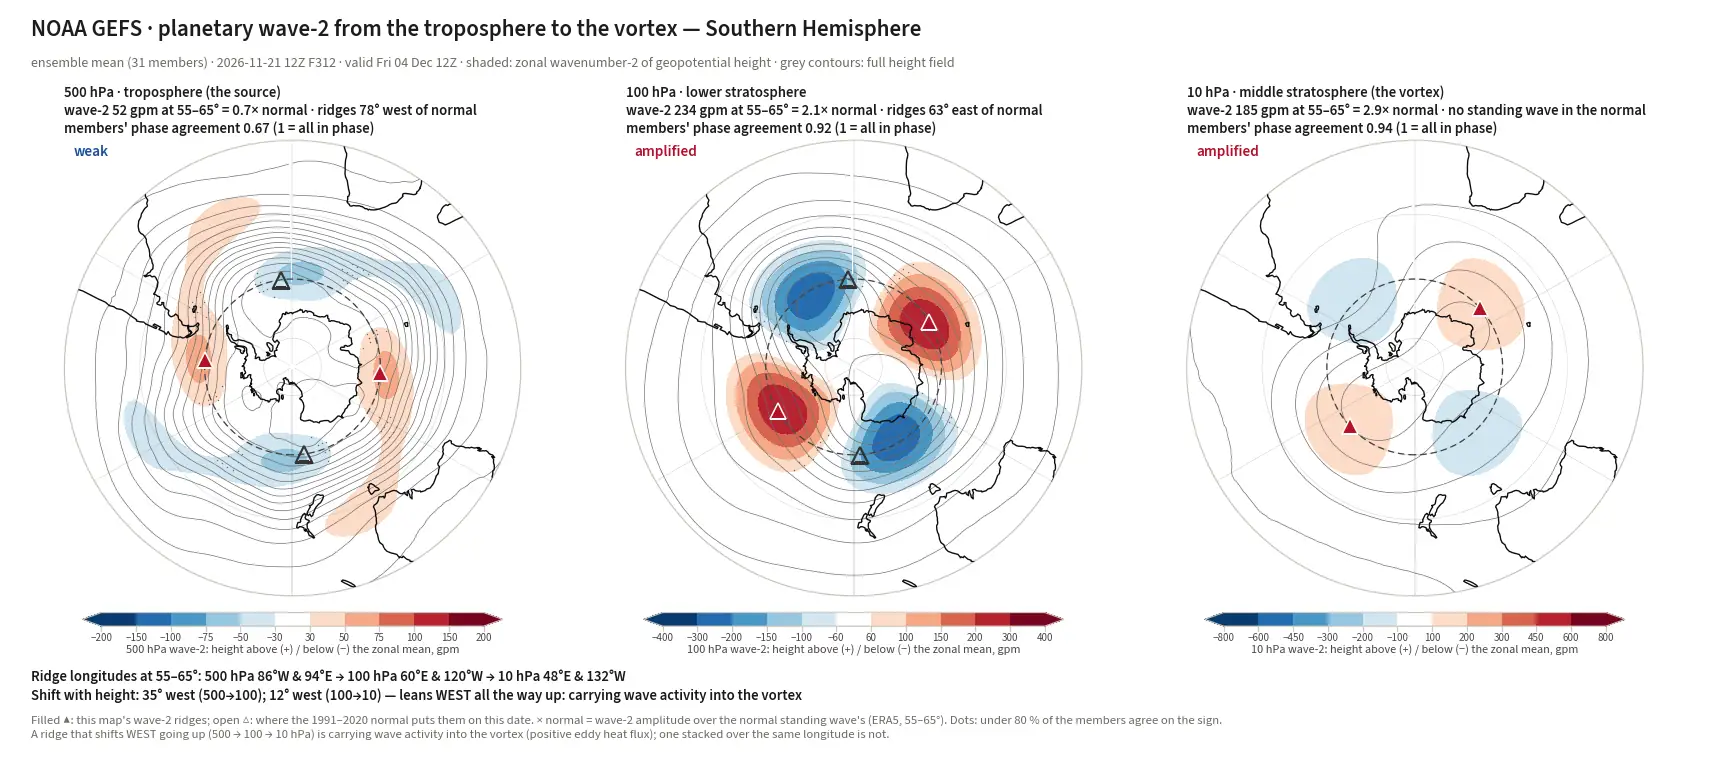 NOAA GEFS · planetary wave-2 from the troposphere to the vortex — Southern Hemisphere
ensemble mean (31 members) · 2026-11-21 12Z F312 · valid Fri 04 Dec 12Z · shaded: zonal wavenumber-2 of geopotential height · grey contours: full height field
500 hPa · troposphere (the source)
wave-2 52 gpm at 55–65° = 0.7× normal · ridges 78° west of normal
members' phase agreement 0.67 (1 = all in phase)
weak
100 hPa · lower stratosphere
wave-2 234 gpm at 55–65° = 2.1× normal · ridges 63° east of normal
members' phase agreement 0.92 (1 = all in phase)
amplified
10 hPa · middle stratosphere (the vortex)
wave-2 185 gpm at 55–65° = 2.9× normal · no standing wave in the normal
members' phase agreement 0.94 (1 = all in phase)
amplified
−200 −150 −100 −75 −50 −30 30 50 75 100 150 200
500 hPa wave-2: height above (+) / below (−) the zonal mean, gpm
−400 −300 −200 −150 −100 −60 60 100 150 200 300 400
100 hPa wave-2: height above (+) / below (−) the zonal mean, gpm
−800 −600 −450 −300 −200 −100 100 200 300 450 600 800
10 hPa wave-2: height above (+) / below (−) the zonal mean, gpm
Ridge longitudes at 55–65°: 500 hPa 86°W & 94°E → 100 hPa 60°E & 120°W → 10 hPa 48°E & 132°W
Shift with height: 35° west (500→100); 12° west (100→10) — leans WEST all the way up: carrying wave activity into the vortex
Filled ▲: this map's wave-2 ridges; open △: where the 1991–2020 normal puts them on this date. × normal = wave-2 amplitude over the normal standing wave's (ERA5, 55–65°). Dots: under 80 % of the members agree on the sign.
A ridge that shifts WEST going up (500 → 100 → 10 hPa) is carrying wave activity into the vortex (positive eddy heat flux); one stacked over the same longitude is not.